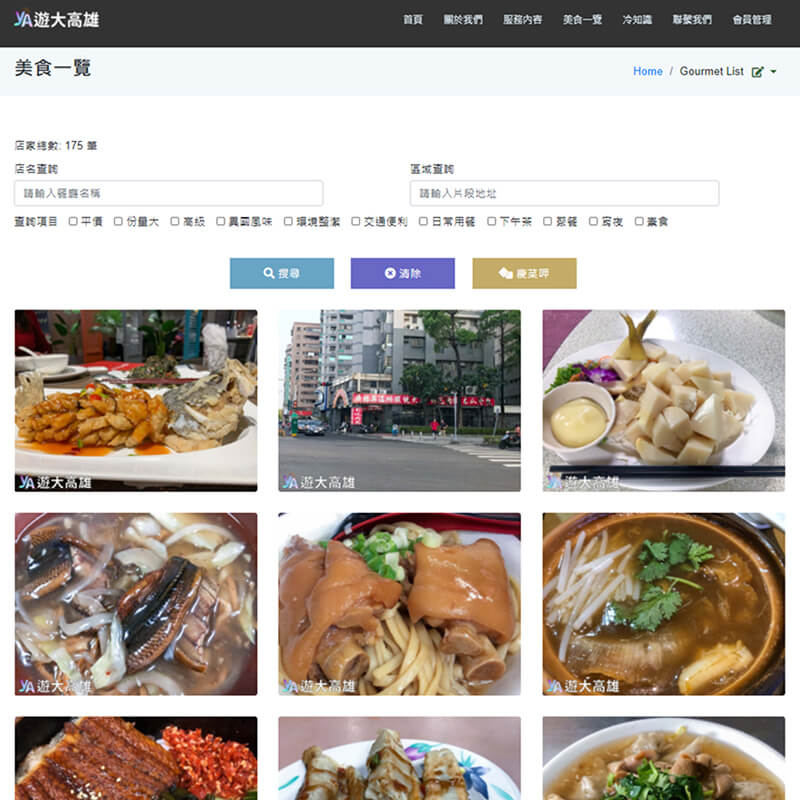 YA遊大高雄
首頁 關於我們 服務內容 美食一覽 冷知識 聯繫我們 會員管理
美食一覽
Home / Gourmet List
店家總數: 175 筆
店名查詢 區域查詢
請輸入餐廳名稱 請輸入片段地址
查詢項目 平價 份量大 高級 異國風味 環境整潔 交通便利 日常用餐 下午茶 聚餐 宵夜 素食
搜尋 清除
YA遊大高雄 YA遊大高雄 YA遊大高雄
YA遊大高雄 YA遊大高雄 YA遊大高雄